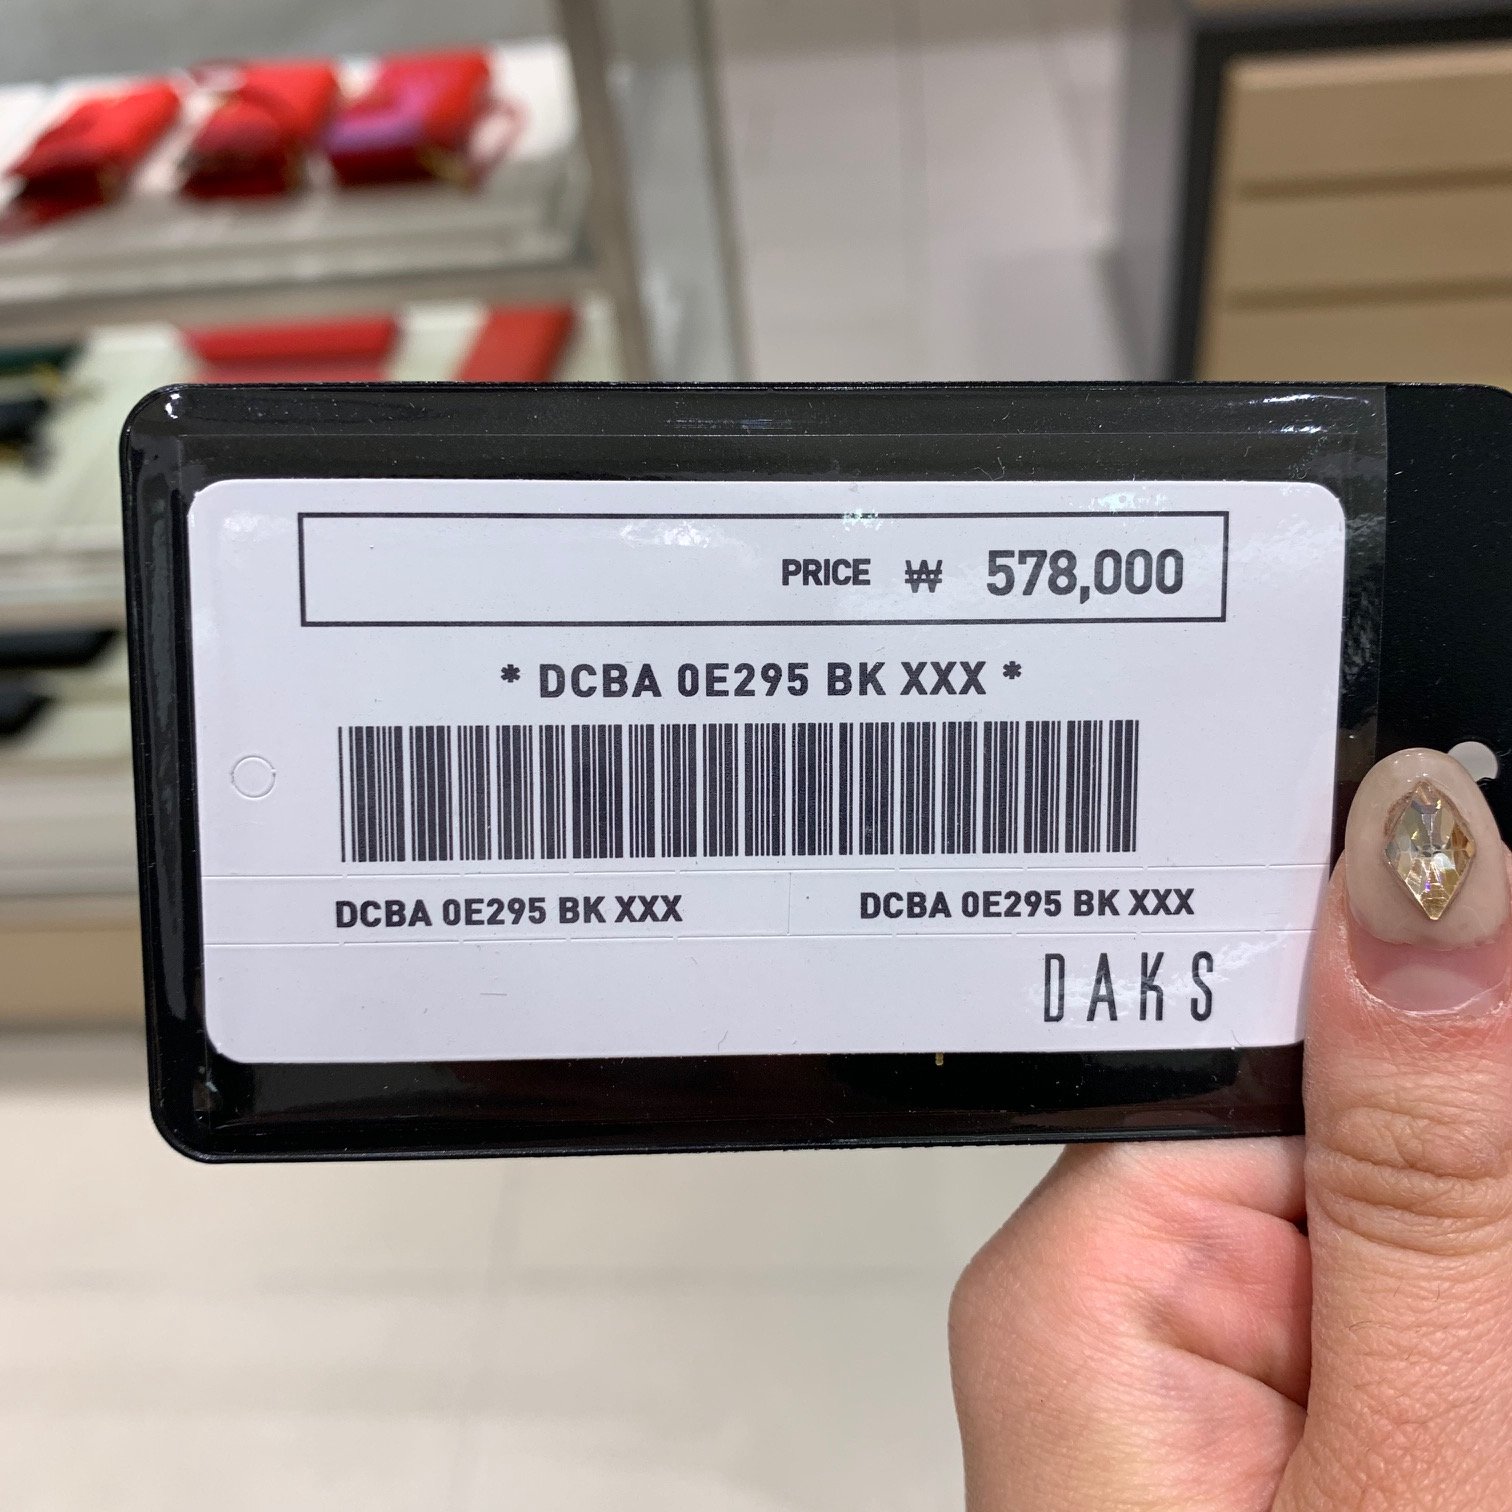 PRICE ₩ 578,000
* DCBA 0E295 BK XXX *
DCBA 0E295 BK XXX DCBA 0E295 BK XXX
DAKS